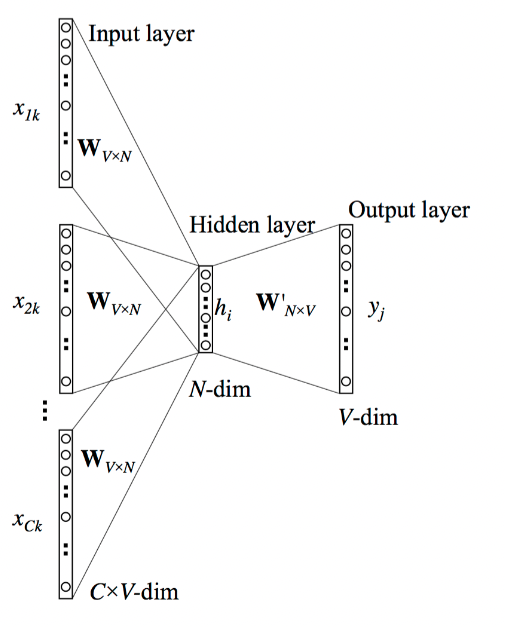 Input layer
x1k
WV×N
Hidden layer
Output layer
x2k
WV×N
hi
W'N×V
yj
N-dim
V-dim
WV×N
xCk
C×V-dim